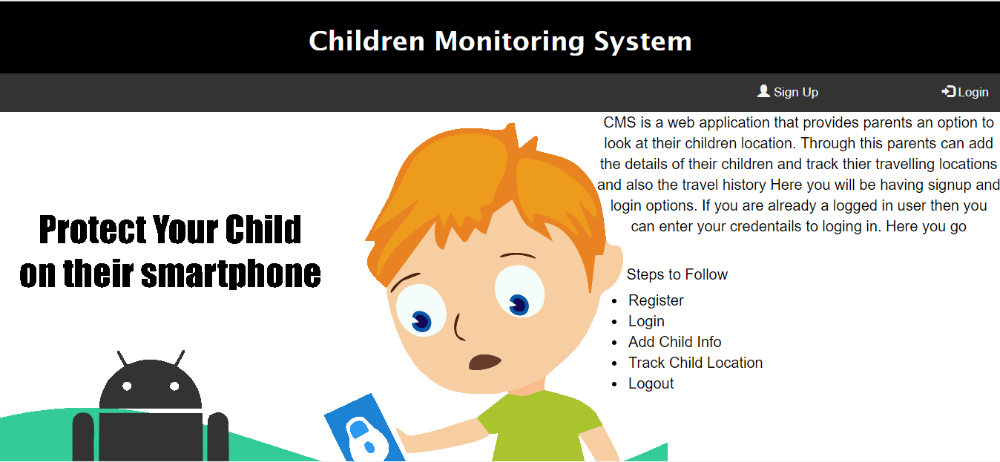 Children Monitoring System
Sign Up
Login
Protect Your Child
on their smartphone
CMS is a web application that provides parents an option to
look at their children location. Through this parents can add
the details of their children and track thier travelling locations
and also the travel history Here you will be having signup and
login options. If you are already a logged in user then you
can enter your credentails to loging in. Here you go
Steps to Follow
• Register
• Login
• Add Child Info
• Track Child Location
• Logout